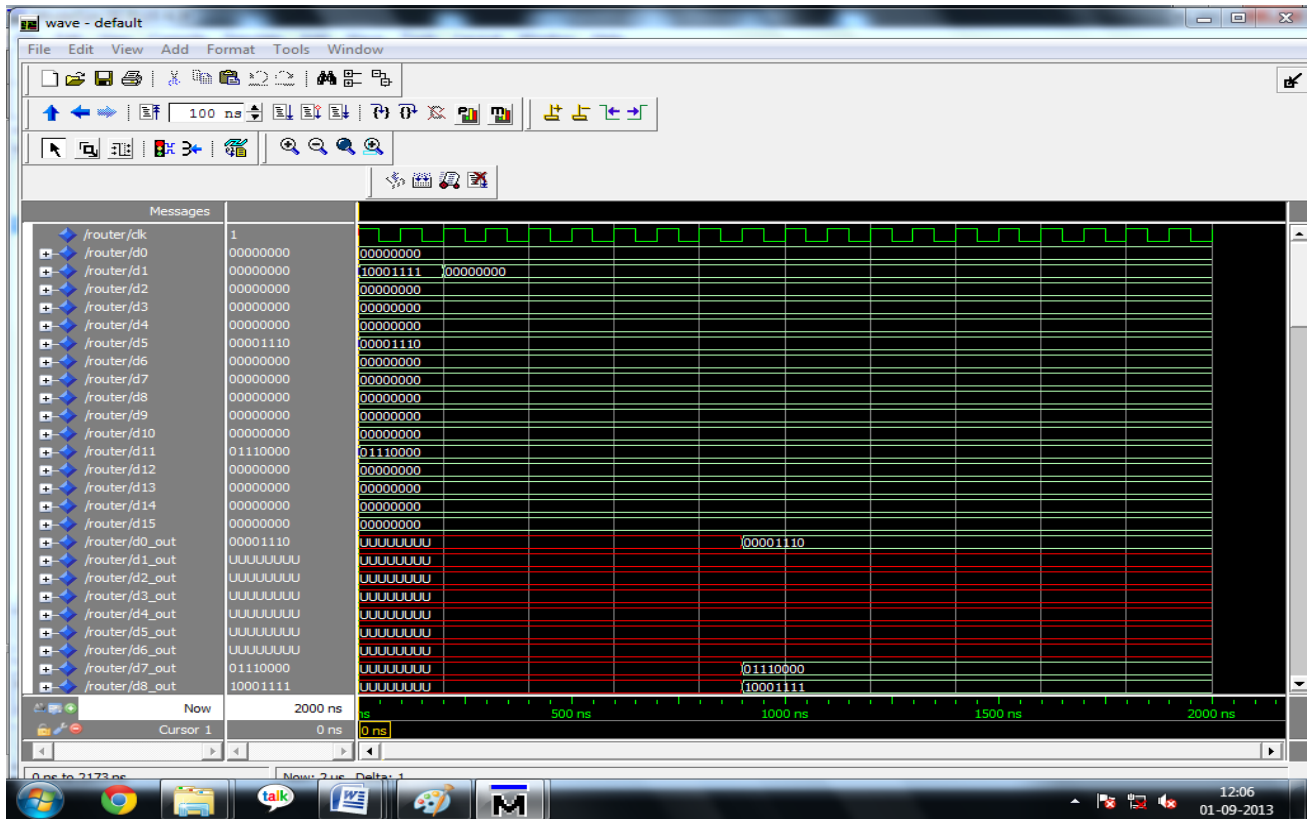 wave - default
File Edit View Add Format Tools Window
100 ns
Messages
/router/clk 1
/router/d0 00000000 00000000
/router/d1 00000000 10001111 00000000
/router/d2 00000000 00000000
/router/d3 00000000 00000000
/router/d4 00000000 00000000
/router/d5 00001110 00001110
/router/d6 00000000 00000000
/router/d7 00000000 00000000
/router/d8 00000000 00000000
/router/d9 00000000 00000000
/router/d10 00000000 00000000
/router/d11 01110000 01110000
/router/d12 00000000 00000000
/router/d13 00000000 00000000
/router/d14 00000000 00000000
/router/d15 00000000 00000000
/router/d0_out 00001110 UUUUUUUU 00001110
/router/d1_out UUUUUUUU UUUUUUUU
/router/d2_out UUUUUUUU UUUUUUUU
/router/d3_out UUUUUUUU UUUUUUUU
/router/d4_out UUUUUUUU UUUUUUUU
/router/d5_out UUUUUUUU UUUUUUUU
/router/d6_out UUUUUUUU UUUUUUUU
/router/d7_out 01110000 UUUUUUUU 01110000
/router/d8_out 10001111 UUUUUUUU 10001111
Now 2000 ns ns 500 ns 1000 ns 1500 ns 2000 ns
Cursor 1 0 ns 0 ns
0 ns to 2173 ns Now: 2 us Delta: 1
talk
W
M
12:06
01-09-2013